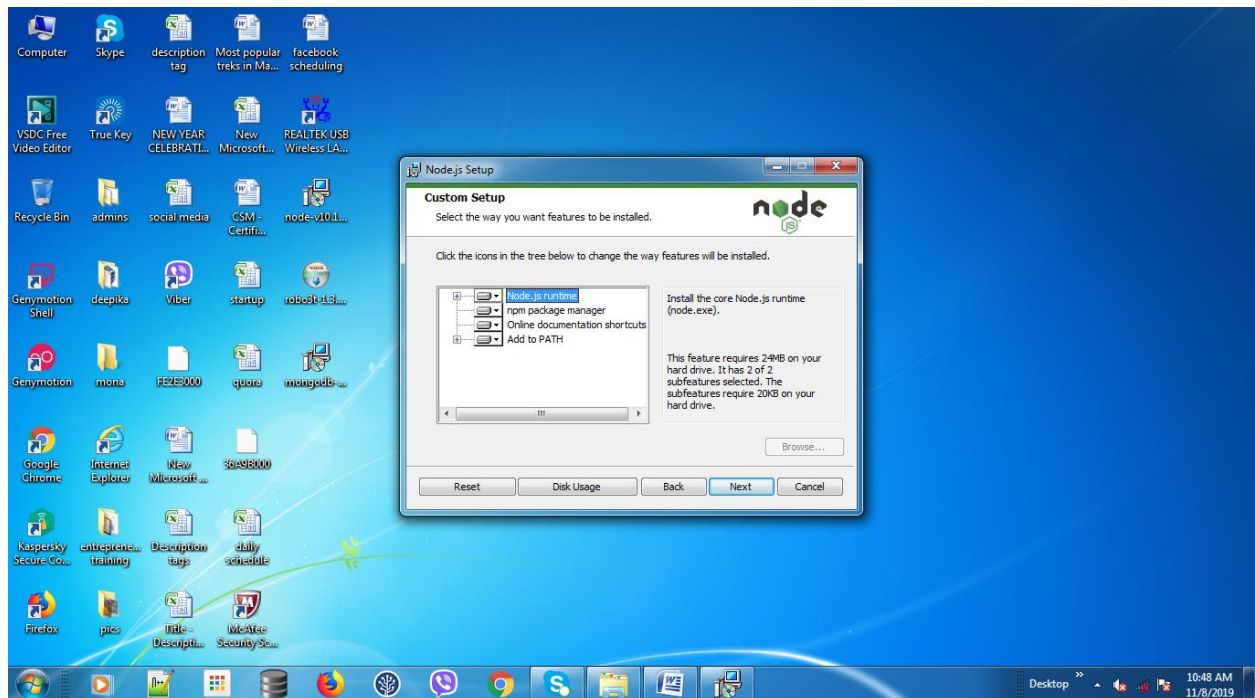 Computer
Skype
description tag
Most popular treks in Ma...
facebook scheduling
VSDC Free Video Editor
True Key
NEW YEAR CELEBRATI...
New Microsoft...
REALTEK USB Wireless LA...
Recycle Bin
admins
social media
CSM - Certifi...
node-v10.1...
Genymotion Shell
deepika
Viber
startup
robo3t-1.3....
Genymotion
mona
FE2E3000
quora
mongodb-...
Google Chrome
Internet Explorer
New Microsoft ...
36A9B000
Kaspersky Secure Co...
entreprene... training
Description tags
daily schedule
Firefox
pics
Title - Descripti...
McAfee Security Sc...
Node.js Setup
Custom Setup
Select the way you want features to be installed.
node
JS
Click the icons in the tree below to change the way features will be installed.
Node.js runtime
npm package manager
Online documentation shortcuts
Add to PATH
Install the core Node.js runtime
(node.exe).
This feature requires 24MB on your
hard drive. It has 2 of 2
subfeatures selected. The
subfeatures require 20KB on your
hard drive.
Browse...
Reset
Disk Usage
Back
Next
Cancel
Desktop
10:48 AM
11/8/2019